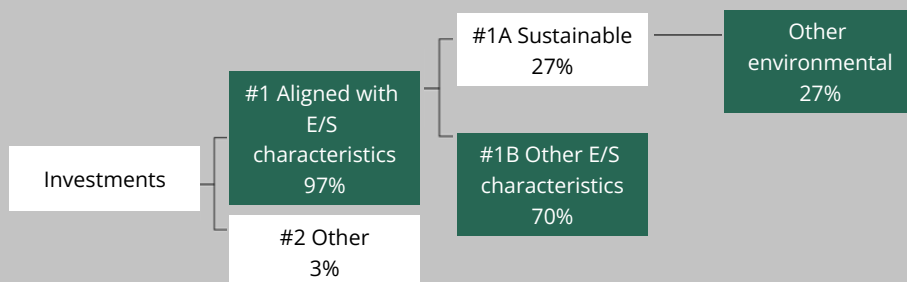 Investments
#1 Aligned with
E/S
characteristics
97%
#2 Other
3%
#1A Sustainable
27%
#1B Other E/S
characteristics
70%
Other
environmental
27%